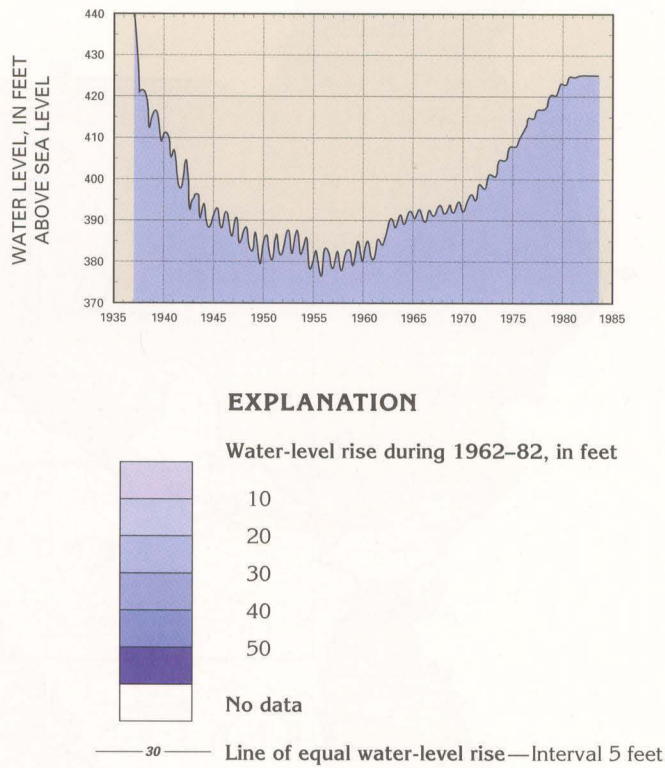 WATER LEVEL, IN FEET
ABOVE SEA LEVEL
440
430
420
410
400
390
380
370
1935 1940 1945 1950 1955 1960 1965 1970 1975 1980 1985
EXPLANATION
Water-level rise during 1962–82, in feet
10
20
30
40
50
No data
30 Line of equal water-level rise—Interval 5 feet